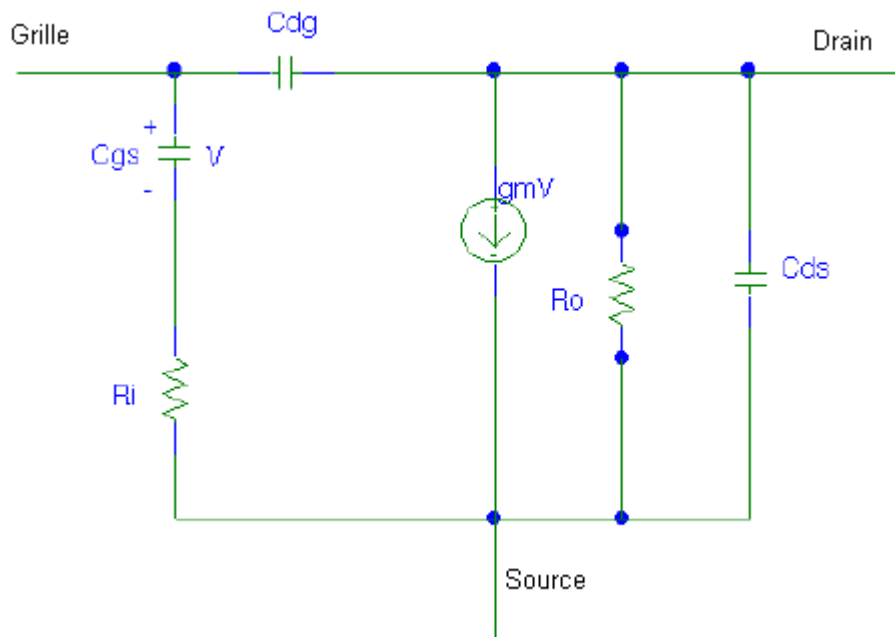 Grille
Cdg
Drain
+
Cgs
V
-
gmV
+
-
Ro
Cds
Ri
Source